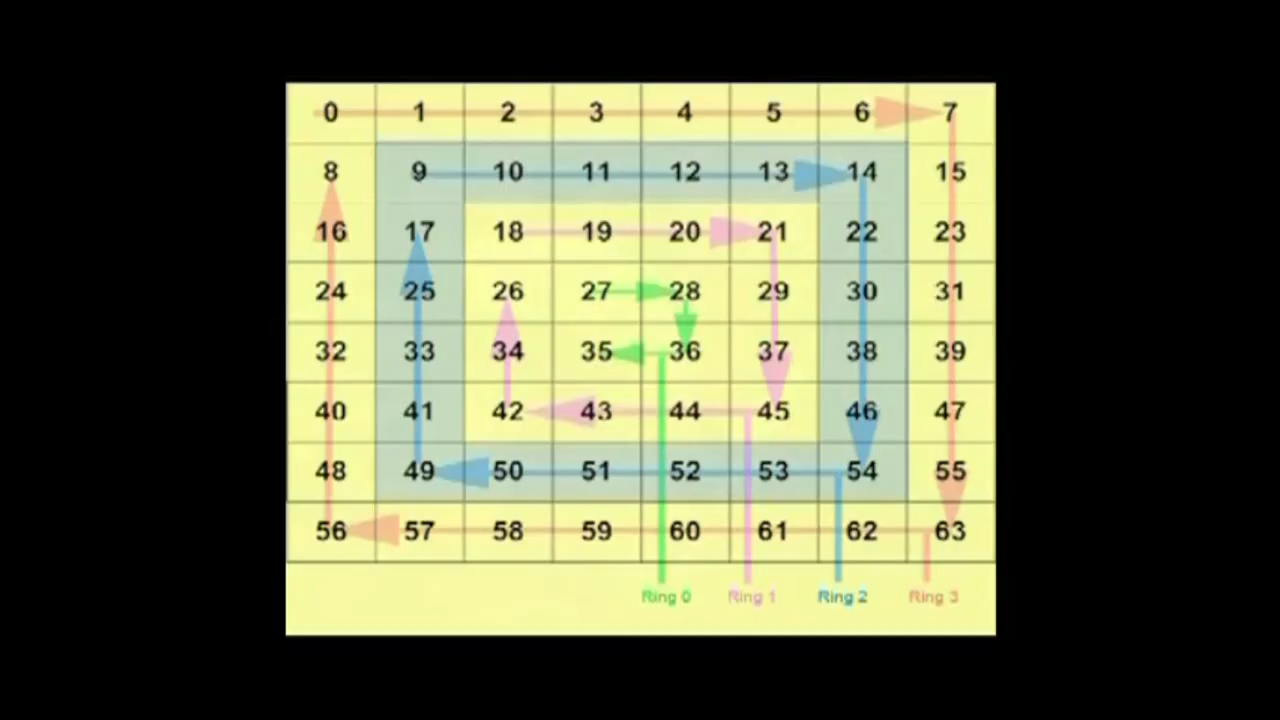 0 1 2 3 4 5 6 7
8 9 10 11 12 13 14 15
16 17 18 19 20 21 22 23
24 25 26 27 28 29 30 31
32 33 34 35 36 37 38 39
40 41 42 43 44 45 46 47
48 49 50 51 52 53 54 55
56 57 58 59 60 61 62 63
Ring 0 Ring 1 Ring 2 Ring 3